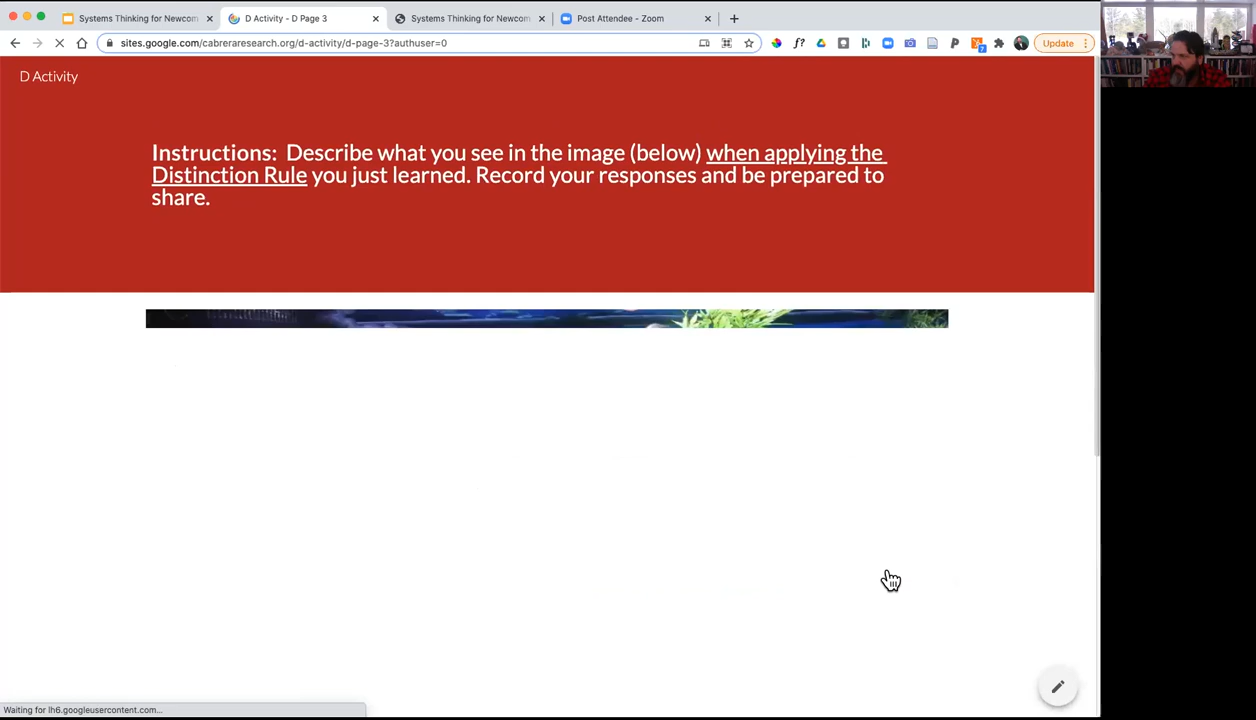 Systems Thinking for Newcom
D Activity - D Page 3
Systems Thinking for Newcom
Post Attendee - Zoom
sites.google.com/cabreraresearch.org/d-activity/d-page-3?authuser=0
f?
7
Update
D Activity
Instructions: Describe what you see in the image (below) when applying the
Distinction Rule you just learned. Record your responses and be prepared to
share.
Waiting for lh6.googleusercontent.com...